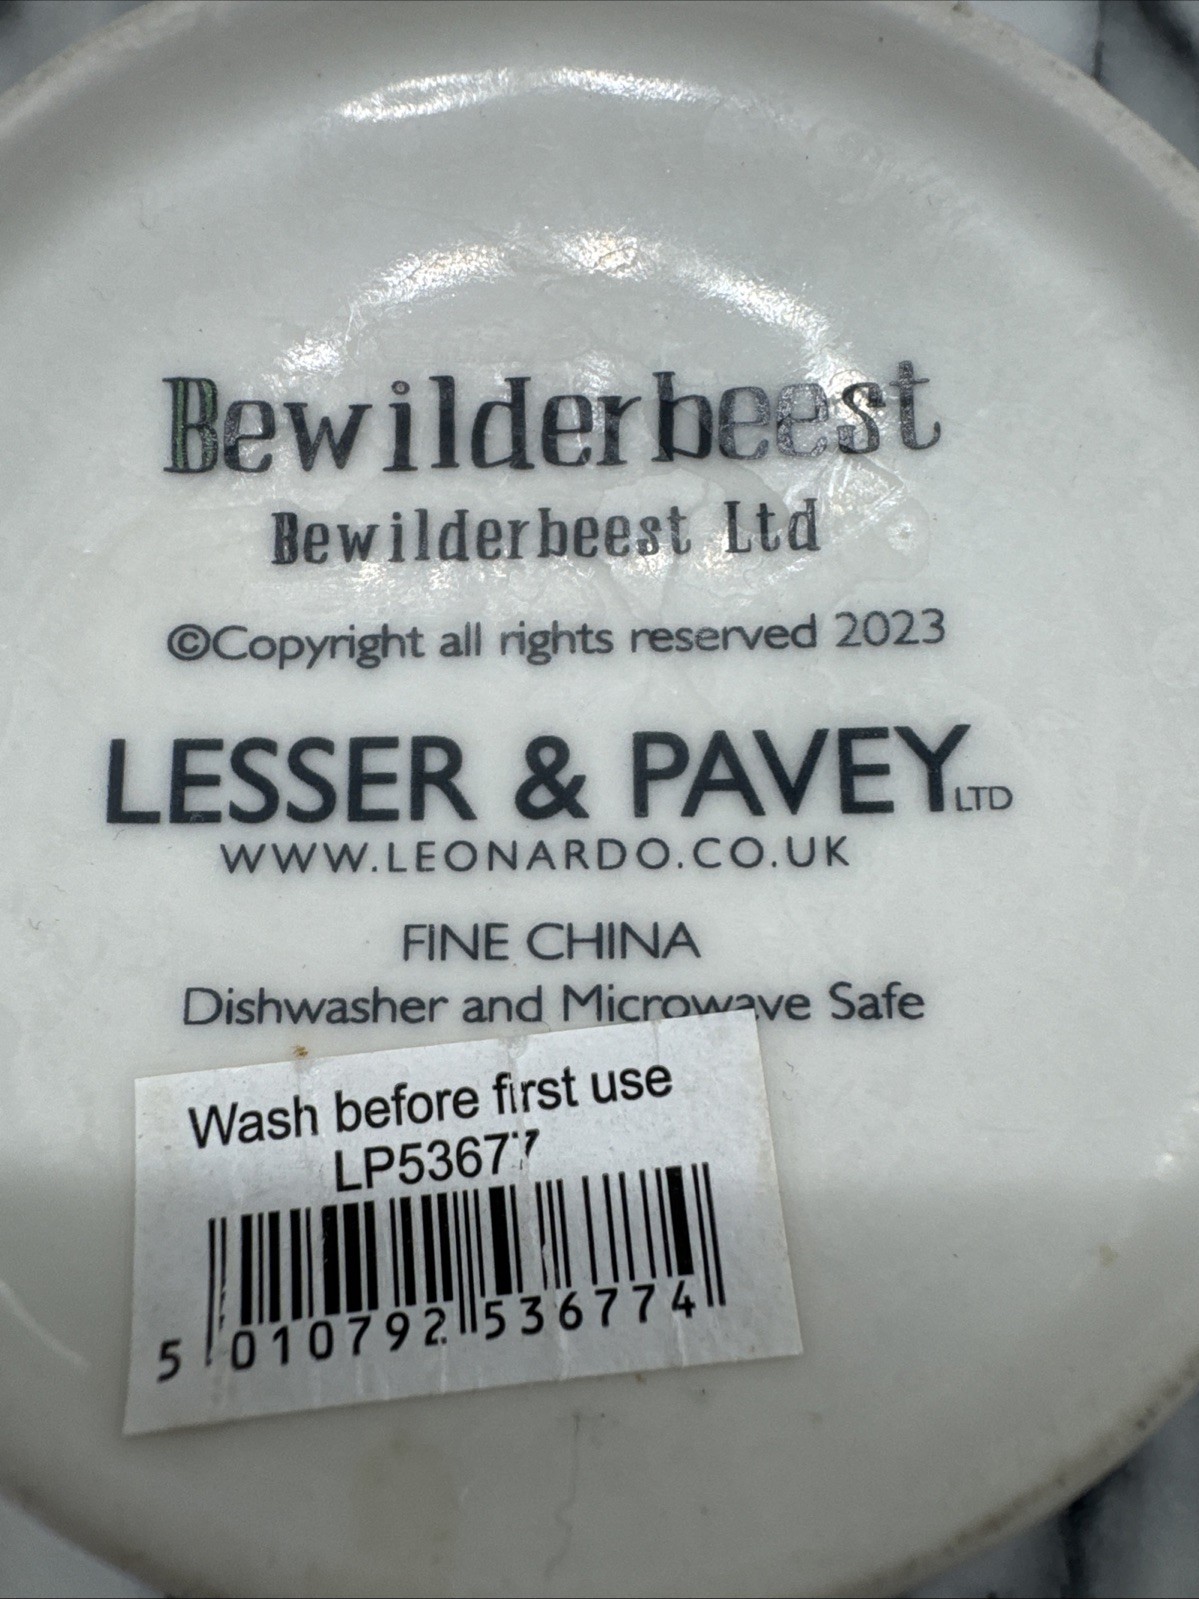 Bewilderbeest
Bewilderbeest Ltd
©Copyright all rights reserved 2023
LESSER & PAVEY LTD
WWW.LEONARDO.CO.UK
FINE CHINA
Dishwasher and Microwave Safe
Wash before first use
LP53677
5 010792 536774